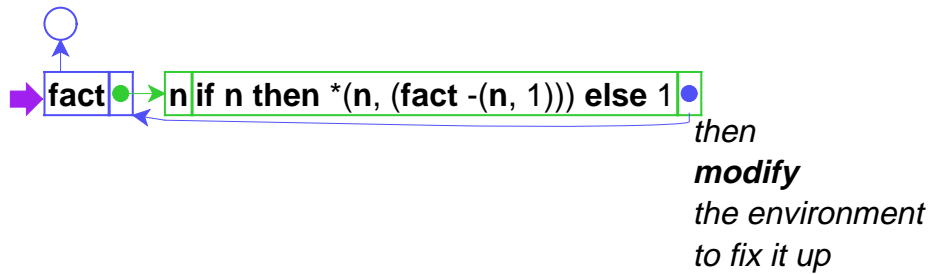 fact n if n then *(n, (fact -(n, 1))) else 1
then
modify
the environment
to fix it up